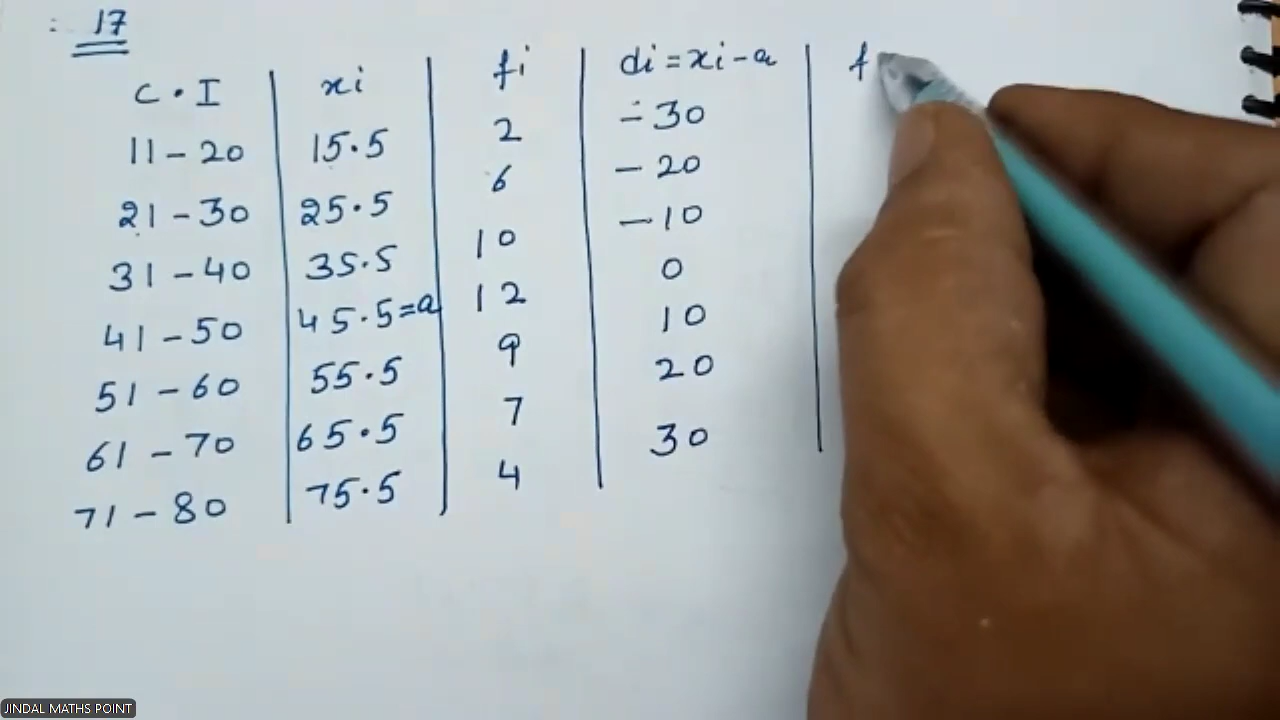 : 17
C.I xi fi di = xi - a f
11 - 20 15.5 2 - 30
21 - 30 25.5 6 - 20
31 - 40 35.5 10 - 10
41 - 50 45.5 = a 12 0
51 - 60 55.5 9 10
61 - 70 65.5 7 20
71 - 80 75.5 4 30
JINDAL MATHS POINT